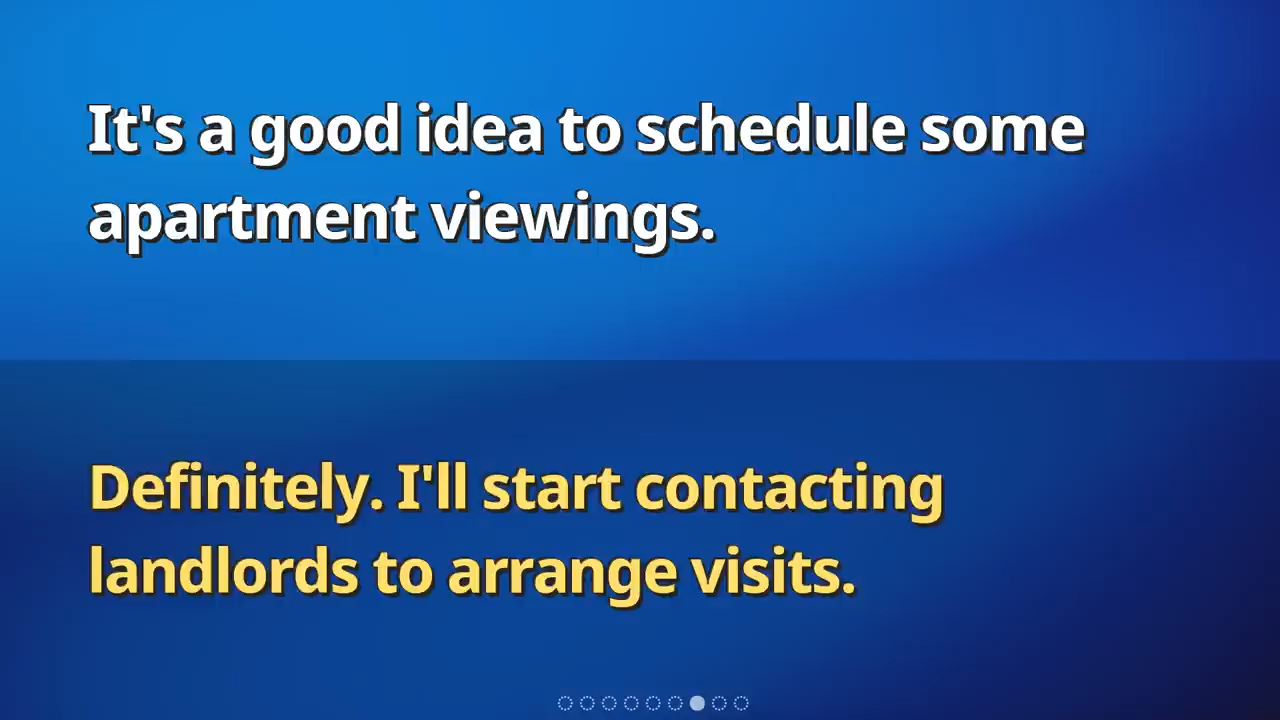 It's a good idea to schedule some
apartment viewings.
Definitely. I'll start contacting
landlords to arrange visits.